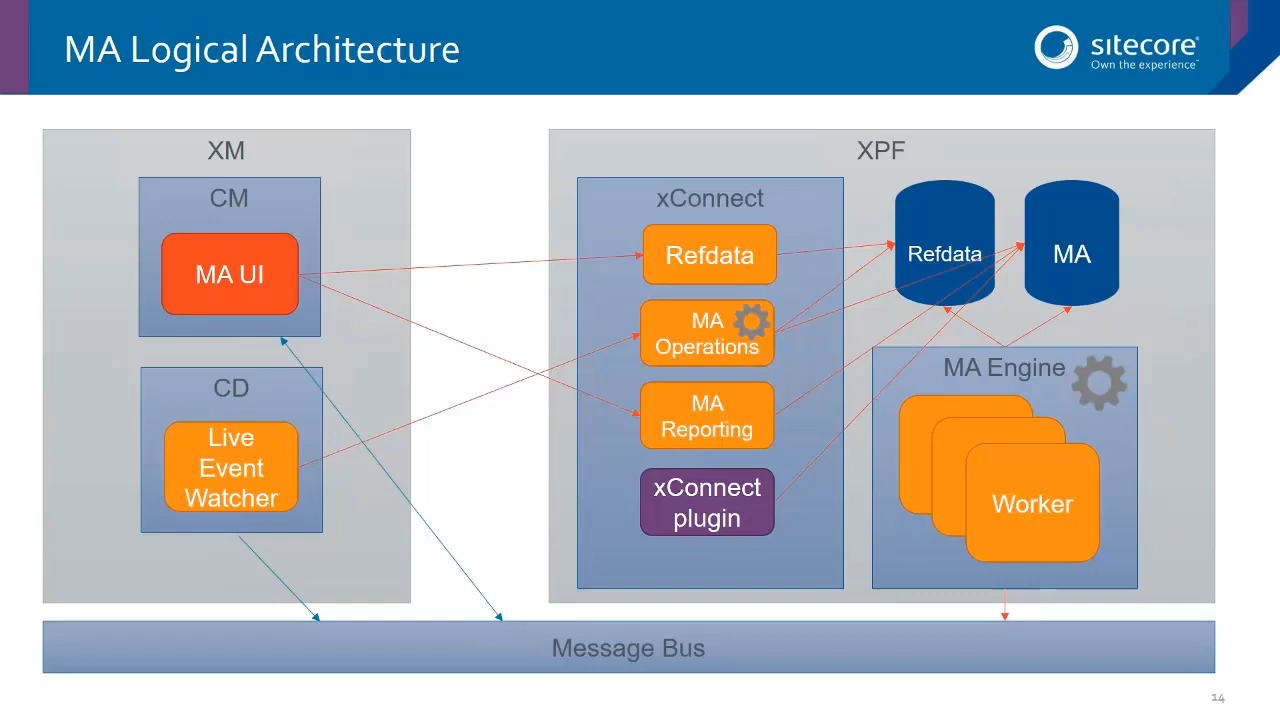 MA Logical Architecture
sitecore
Own the experience™
XM
CM
MA UI
CD
Live
Event
Watcher
XPF
xConnect
Refdata
MA
Operations
MA
Reporting
xConnect
plugin
Refdata
MA
MA Engine
Worker
Message Bus
14